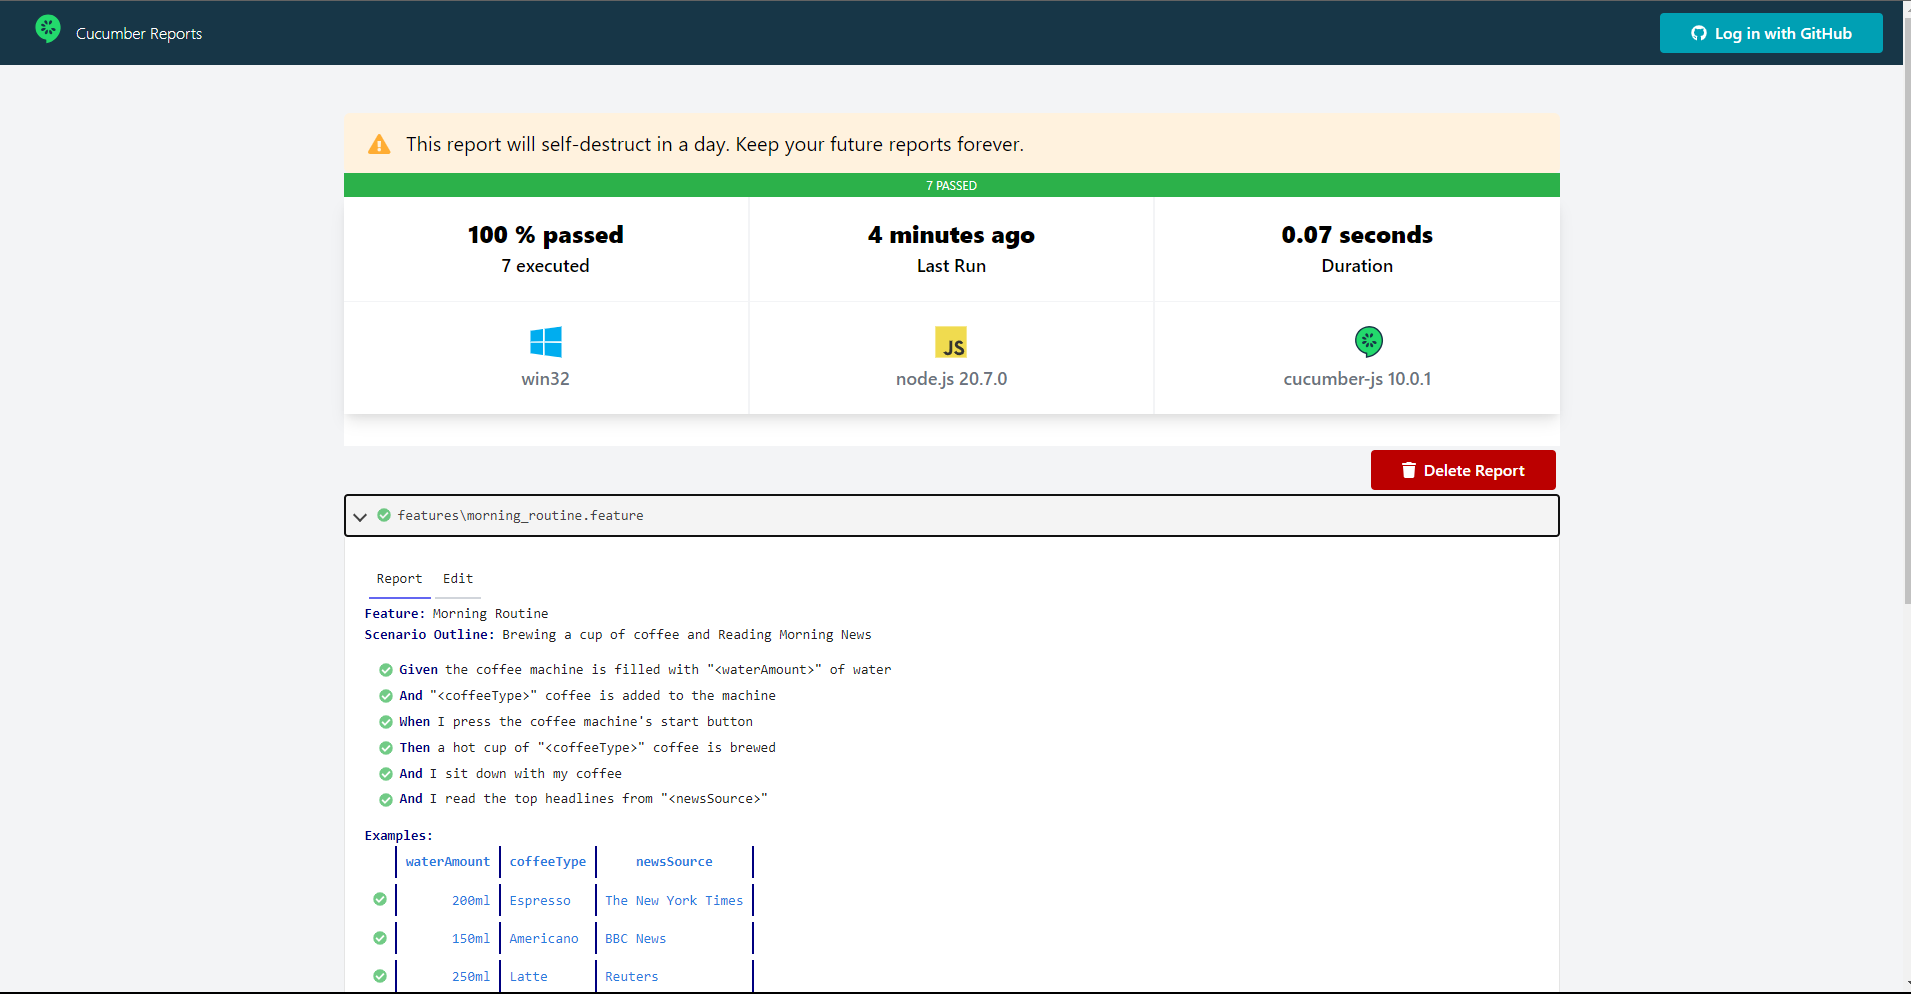 Cucumber Reports
Log in with GitHub
This report will self-destruct in a day. Keep your future reports forever.
7 PASSED
100 % passed
7 executed
4 minutes ago
Last Run
0.07 seconds
Duration
win32
JS
node.js 20.7.0
cucumber-js 10.0.1
Delete Report
features\morning_routine.feature
Report Edit
Feature: Morning Routine
Scenario Outline: Brewing a cup of coffee and Reading Morning News
Given the coffee machine is filled with "<waterAmount>" of water
And "<coffeeType>" coffee is added to the machine
When I press the coffee machine's start button
Then a hot cup of "<coffeeType>" coffee is brewed
And I sit down with my coffee
And I read the top headlines from "<newsSource>"
Examples:
waterAmount coffeeType newsSource
200ml Espresso The New York Times
150ml Americano BBC News
250ml Latte Reuters